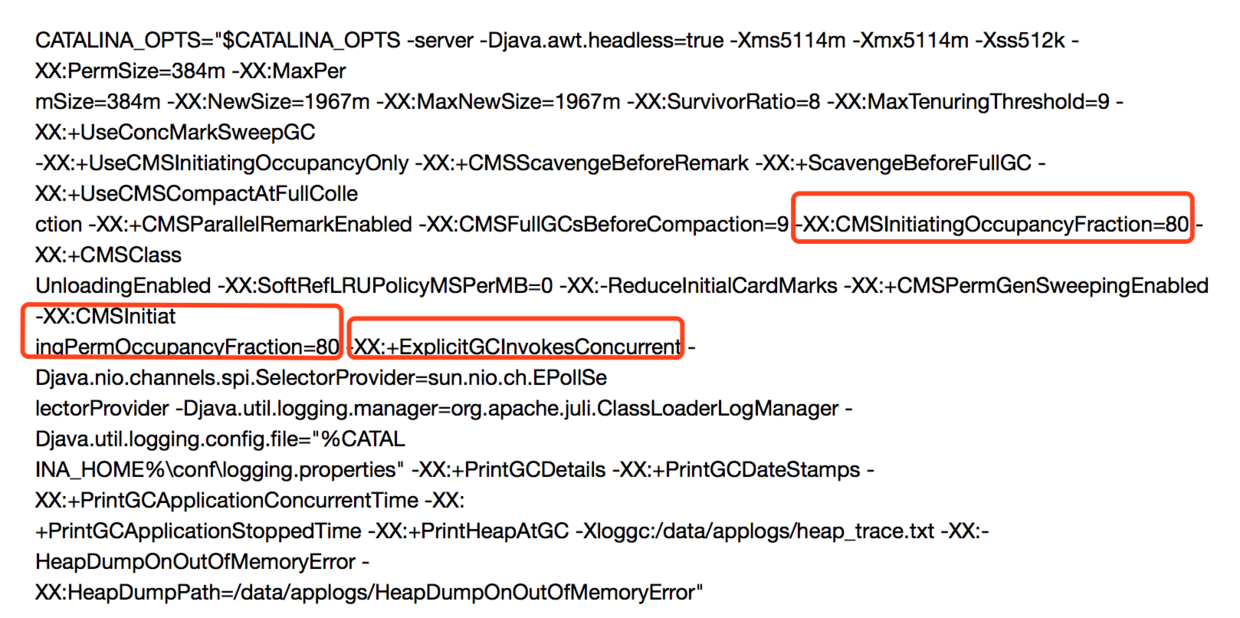 CATALINA_OPTS="$CATALINA_OPTS -server -Djava.awt.headless=true -Xms5114m -Xmx5114m -Xss512k -
XX:PermSize=384m -XX:MaxPer
mSize=384m -XX:NewSize=1967m -XX:MaxNewSize=1967m -XX:SurvivorRatio=8 -XX:MaxTenuringThreshold=9 -
XX:+UseConcMarkSweepGC
-XX:+UseCMSInitiatingOccupancyOnly -XX:+CMSScavengeBeforeRemark -XX:+ScavengeBeforeFullGC -
XX:+UseCMSCompactAtFullColle
ction -XX:+CMSParallelRemarkEnabled -XX:CMSFullGCsBeforeCompaction=9 -XX:CMSInitiatingOccupancyFraction=80 -
XX:+CMSClass
UnloadingEnabled -XX:SoftRefLRUPolicyMSPerMB=0 -XX:-ReduceInitialCardMarks -XX:+CMSPermGenSweepingEnabled
-XX:CMSInitiat
ingPermOccupancyFraction=80 -XX:+ExplicitGCInvokesConcurrent -
Djava.nio.channels.spi.SelectorProvider=sun.nio.ch.EPollSe
lectorProvider -Djava.util.logging.manager=org.apache.juli.ClassLoaderLogManager -
Djava.util.logging.config.file="%CATAL
INA_HOME%\conf\logging.properties" -XX:+PrintGCDetails -XX:+PrintGCDateStamps -
XX:+PrintGCApplicationConcurrentTime -XX:
+PrintGCApplicationStoppedTime -XX:+PrintHeapAtGC -Xloggc:/data/applogs/heap_trace.txt -XX:-
HeapDumpOnOutOfMemoryError -
XX:HeapDumpPath=/data/applogs/HeapDumpOnOutOfMemoryError"